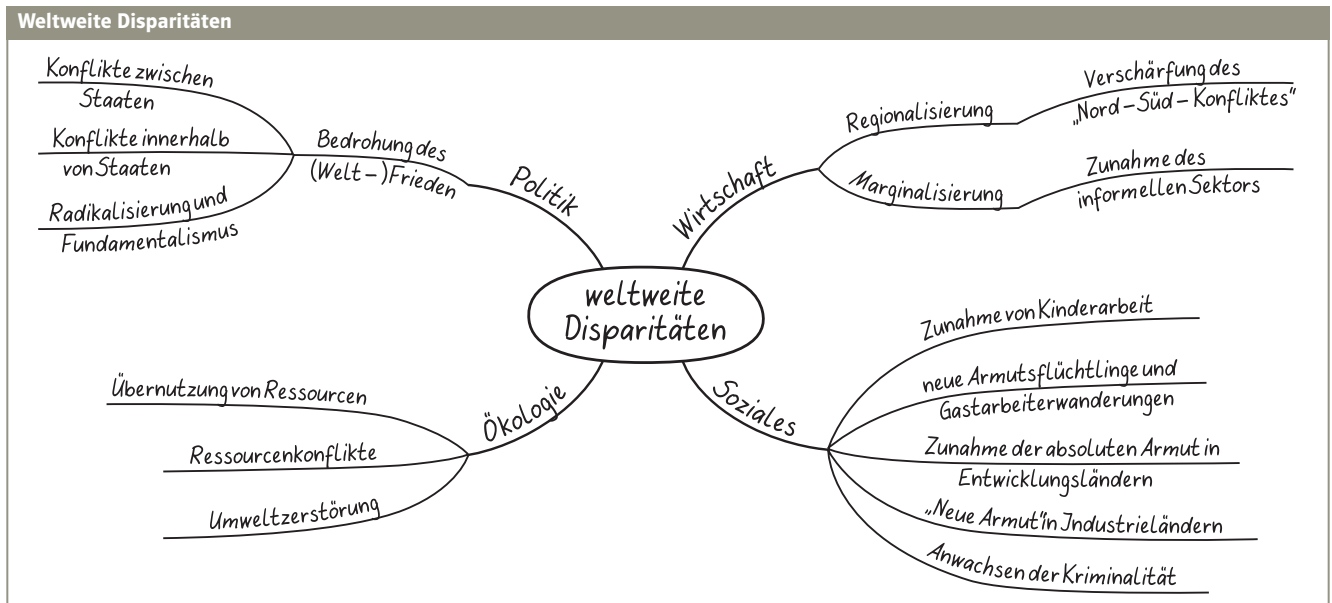 Weltweite Disparitäten
Konflikte zwischen
Staaten
Konflikte innerhalb
von Staaten
Radikalisierung und
Fundamentalismus
Bedrohung des
(Welt-)Frieden
Politik
Wirtschaft
Regionalisierung
Verschärfung des
„Nord-Süd-Konfliktes“
Marginalisierung
Zunahme des
informellen Sektors
weltweite
Disparitäten
Ökologie
Übernutzung von Ressourcen
Ressourcenkonflikte
Umweltzerstörung
Soziales
Zunahme von Kinderarbeit
neue Armutsflüchtlinge und
Gastarbeiterwanderungen
Zunahme der absoluten Armut in
Entwicklungsländern
„Neue Armut“in Industrieländern
Anwachsen der Kriminalität